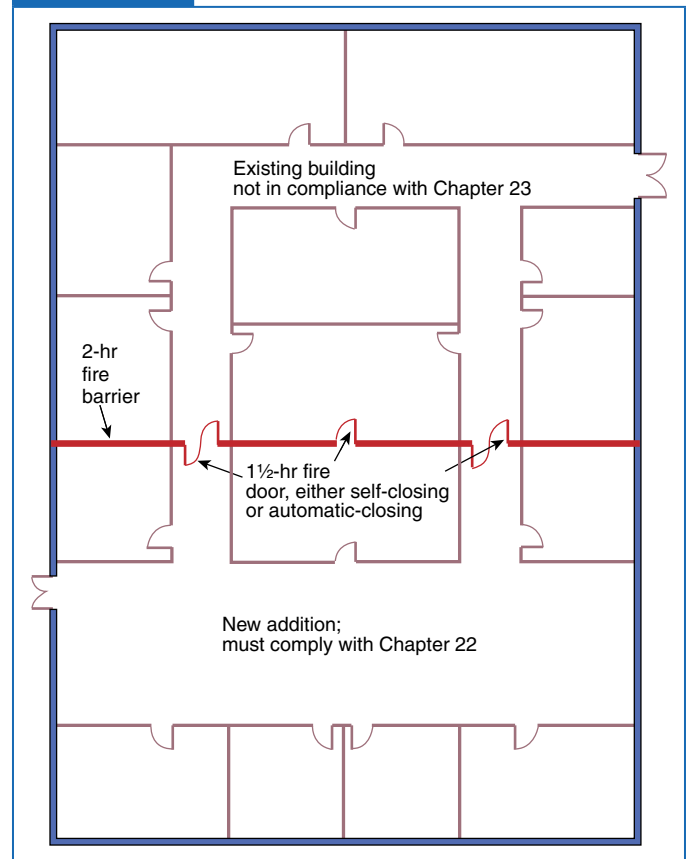 Existing building
not in compliance with Chapter 23
2-hr
fire
barrier
1½-hr fire
door, either self-closing
or automatic-closing
New addition;
must comply with Chapter 22